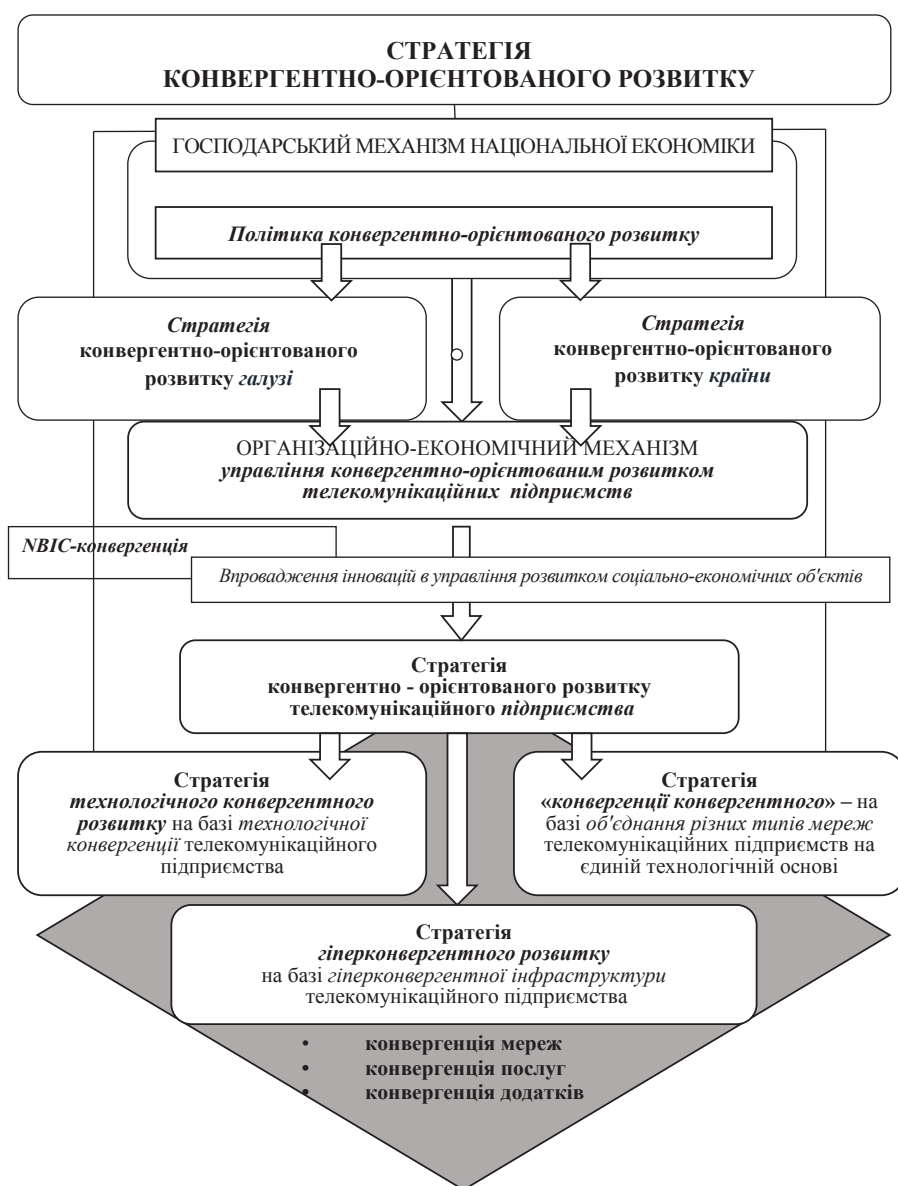 СТРАТЕГІЯ
КОНВЕРГЕНТНО-ОРІЄНТОВАНОГО РОЗВИТКУ
ГОСПОДАРСЬКИЙ МЕХАНІЗМ НАЦІОНАЛЬНОЇ ЕКОНОМІКИ
Політика конвергентно-орієнтованого розвитку
Стратегія
конвергентно-орієнтованого
розвитку галузі
Стратегія
конвергентно-орієнтованого
розвитку країни
ОРГАНІЗАЦІЙНО-ЕКОНОМІЧНИЙ МЕХАНІЗМ
управління конвергентно-орієнтованим розвитком
телекомунікаційних підприємств
NBIC-конвергенція
Впровадження інновацій в управління розвитком соціально-економічних об'єктів
Стратегія
конвергентно - орієнтованого розвитку
телекомунікаційного підприємства
Стратегія
технологічного конвергентного
розвитку на базі технологічної
конвергенції телекомунікаційного
підприємства
Стратегія
«конвергенції конвергентного» – на
базі об'єднання різних типів мереж
телекомунікаційних підприємств на
єдиній технологічній основі
Стратегія
гіперконвергентного розвитку
на базі гіперконвергентної інфраструктури
телекомунікаційного підприємства
• конвергенція мереж
• конвергенція послуг
• конвергенція додатків